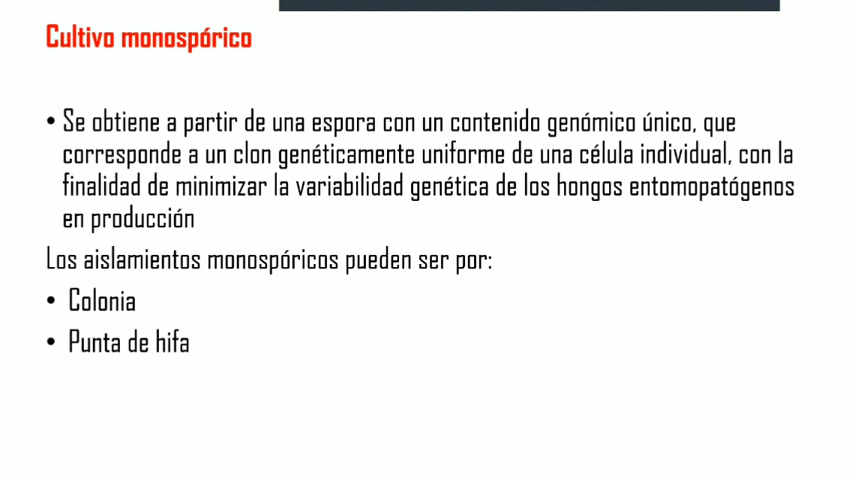 Cultivo monospórico
• Se obtiene a partir de una espora con un contenido genómico único, que
corresponde a un clon genéticamente uniforme de una célula individual, con la
finalidad de minimizar la variabilidad genética de los hongos entomopatógenos
en producción
Los aislamientos monospóricos pueden ser por:
• Colonia
• Punta de hifa